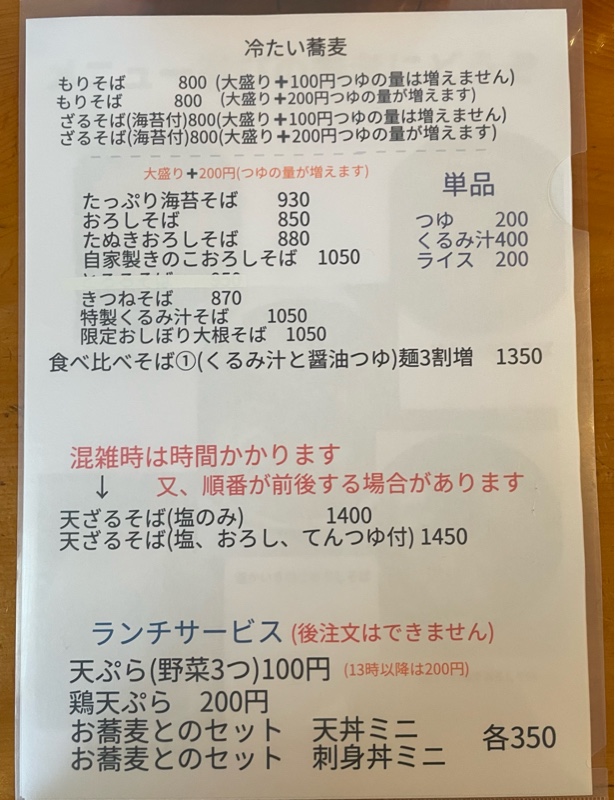 冷たい蕎麦
もりそば 800 (大盛り✚100円つゆの量は増えません)
もりそば 800 (大盛り✚200円つゆの量が増えます)
ざるそば(海苔付)800(大盛り✚100円つゆの量は増えません)
ざるそば(海苔付)800(大盛り✚200円つゆの量が増えます)
大盛り✚200円(つゆの量が増えます)
たっぷり海苔そば 930
おろしそば 850
たぬきおろしそば 880
自家製きのこおろしそば 1050
きつねそば 870
特製くるみ汁そば 1050
限定おしぼり大根そば 1050
食べ比べそば①(くるみ汁と醤油つゆ)麺3割増 1350
単品
つゆ 200
くるみ汁400
ライス 200
混雑時は時間かかります
↓ 又、順番が前後する場合があります
天ざるそば(塩のみ) 1400
天ざるそば(塩、おろし、てんつゆ付) 1450
ランチサービス (後注文はできません)
天ぷら(野菜3つ)100円 (13時以降は200円)
鶏天ぷら 200円
お蕎麦とのセット 天丼ミニ
お蕎麦とのセット 刺身丼ミニ
各350